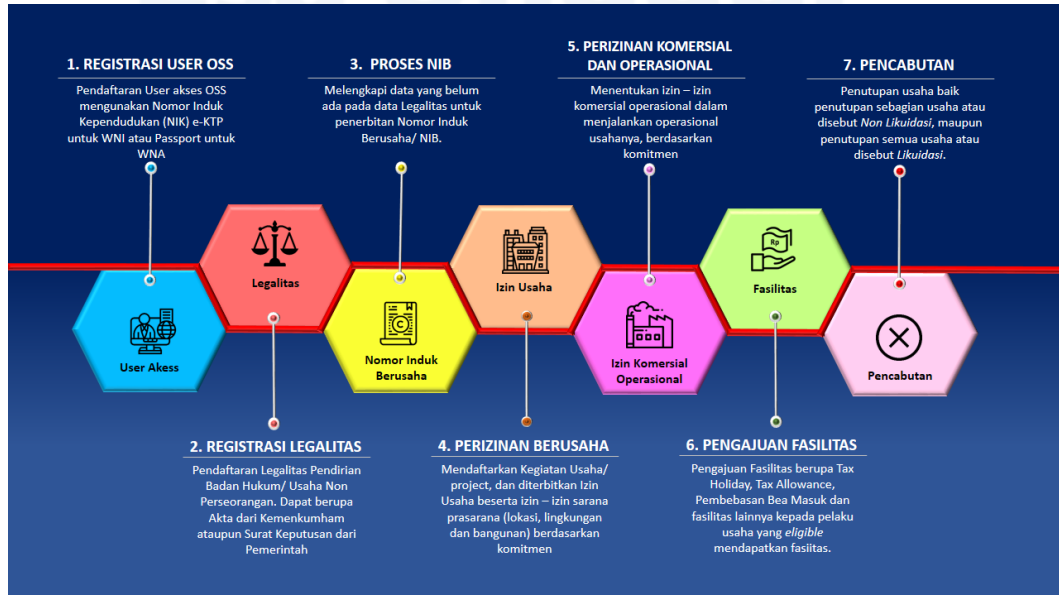 1. REGISTRASI USER OSS
Pendaftaran User akses OSS
mengunakan Nomor Induk
Kependudukan (NIK) e-KTP
untuk WNI atau Passport untuk
WNA
3. PROSES NIB
Melengkapi data yang belum
ada pada data Legalitas untuk
penerbitan Nomor Induk
Berusaha/ NIB.
5. PERIZINAN KOMERSIAL
DAN OPERASIONAL
Menentukan izin – izin
komersial operasional dalam
menjalankan operasional
usahanya, berdasarkan
komitmen
7. PENCABUTAN
Penutupan usaha baik
penutupan sebagian usaha atau
disebut Non Likuidasi, maupun
penutupan semua usaha atau
disebut Likuidasi.
User Akess
Legalitas
C
Nomor Induk
Berusaha
Izin Usaha
Izin Komersial
Operasional
Rp
Fasilitas
Pencabutan
2. REGISTRASI LEGALITAS
Pendaftaran Legalitas Pendirian
Badan Hukum/ Usaha Non
Perseorangan. Dapat berupa
Akta dari Kemenkumham
ataupun Surat Keputusan dari
Pemerintah
4. PERIZINAN BERUSAHA
Mendaftarkan Kegiatan Usaha/
project, dan diterbitkan Izin
Usaha beserta izin – izin sarana
prasarana (lokasi, lingkungan
dan bangunan) berdasarkan
komitmen
6. PENGAJUAN FASILITAS
Pengajuan Fasilitas berupa Tax
Holiday, Tax Allowance,
Pembebasan Bea Masuk dan
fasilitas lainnya kepada pelaku
usaha yang eligible
mendapatkan fasiitas.